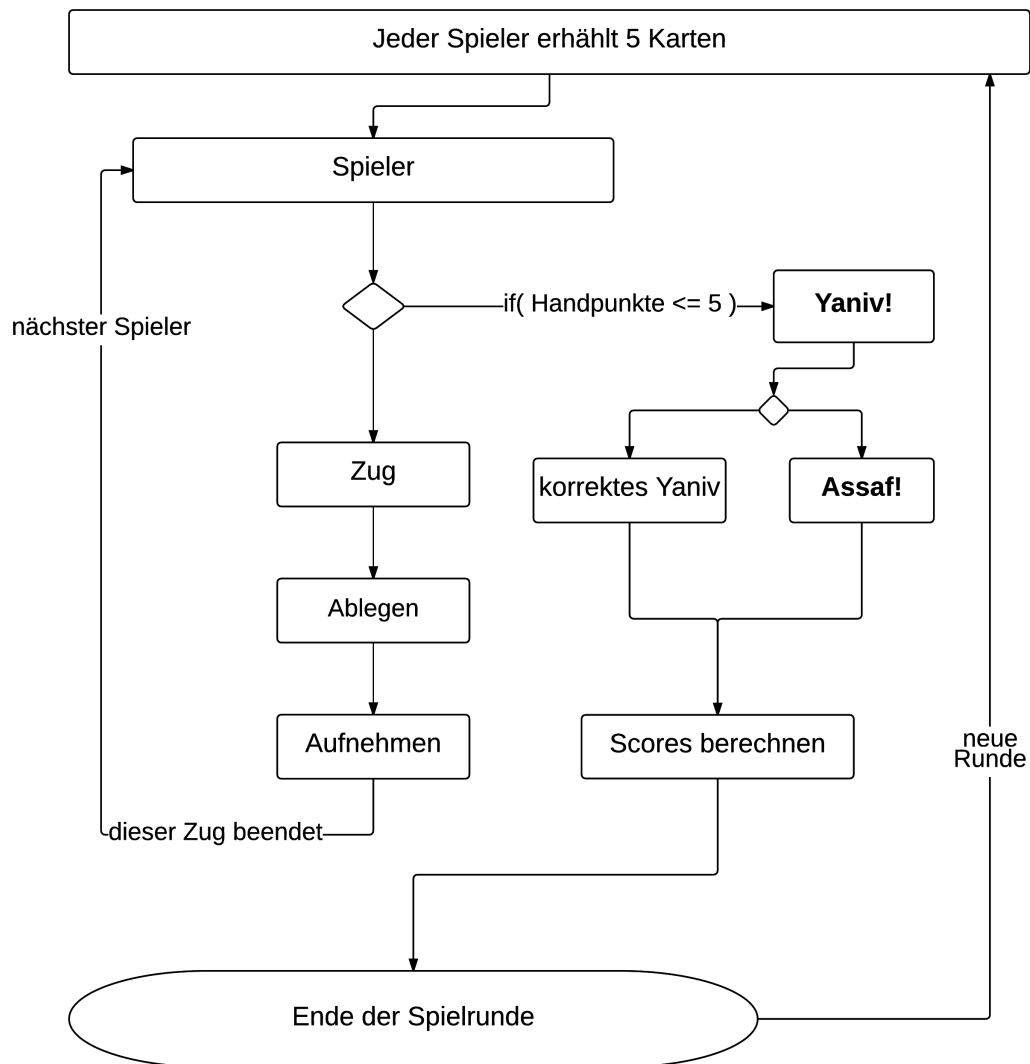 Jeder Spieler erhählt 5 Karten
Spieler
if( Handpunkte <= 5 )
Yaniv!
nächster Spieler
Zug
korrektes Yaniv
Assaf!
Ablegen
Aufnehmen
Scores berechnen
neue
Runde
dieser Zug beendet
Ende der Spielrunde